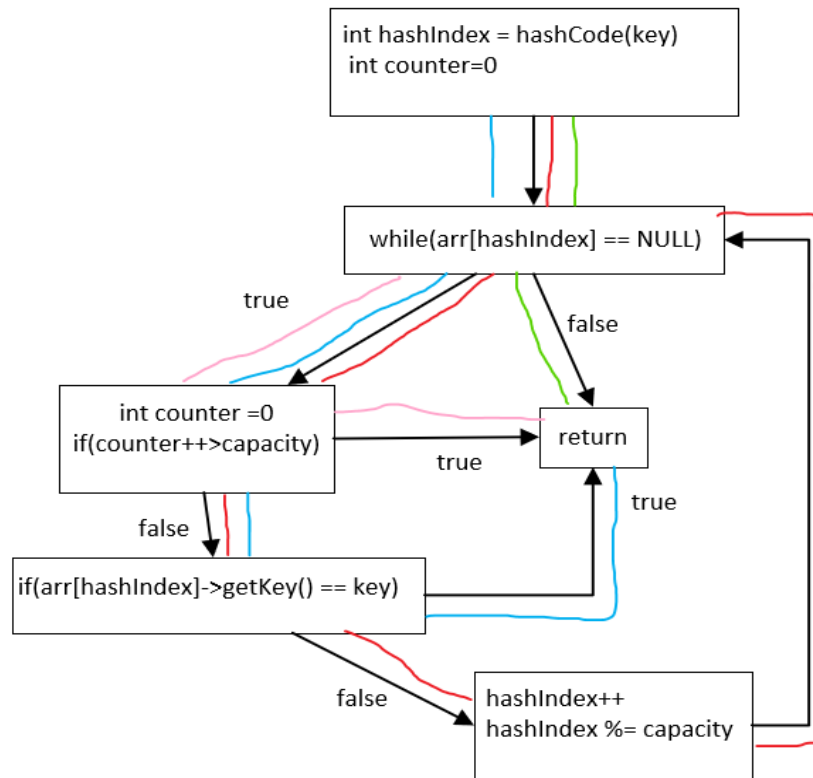 int hashIndex = hashCode(key)
int counter=0
while(arr[hashIndex] == NULL)
true
false
int counter =0
if(counter++>capacity)
return
true
true
false
if(arr[hashIndex]->getKey() == key)
false
hashIndex++
hashIndex %= capacity